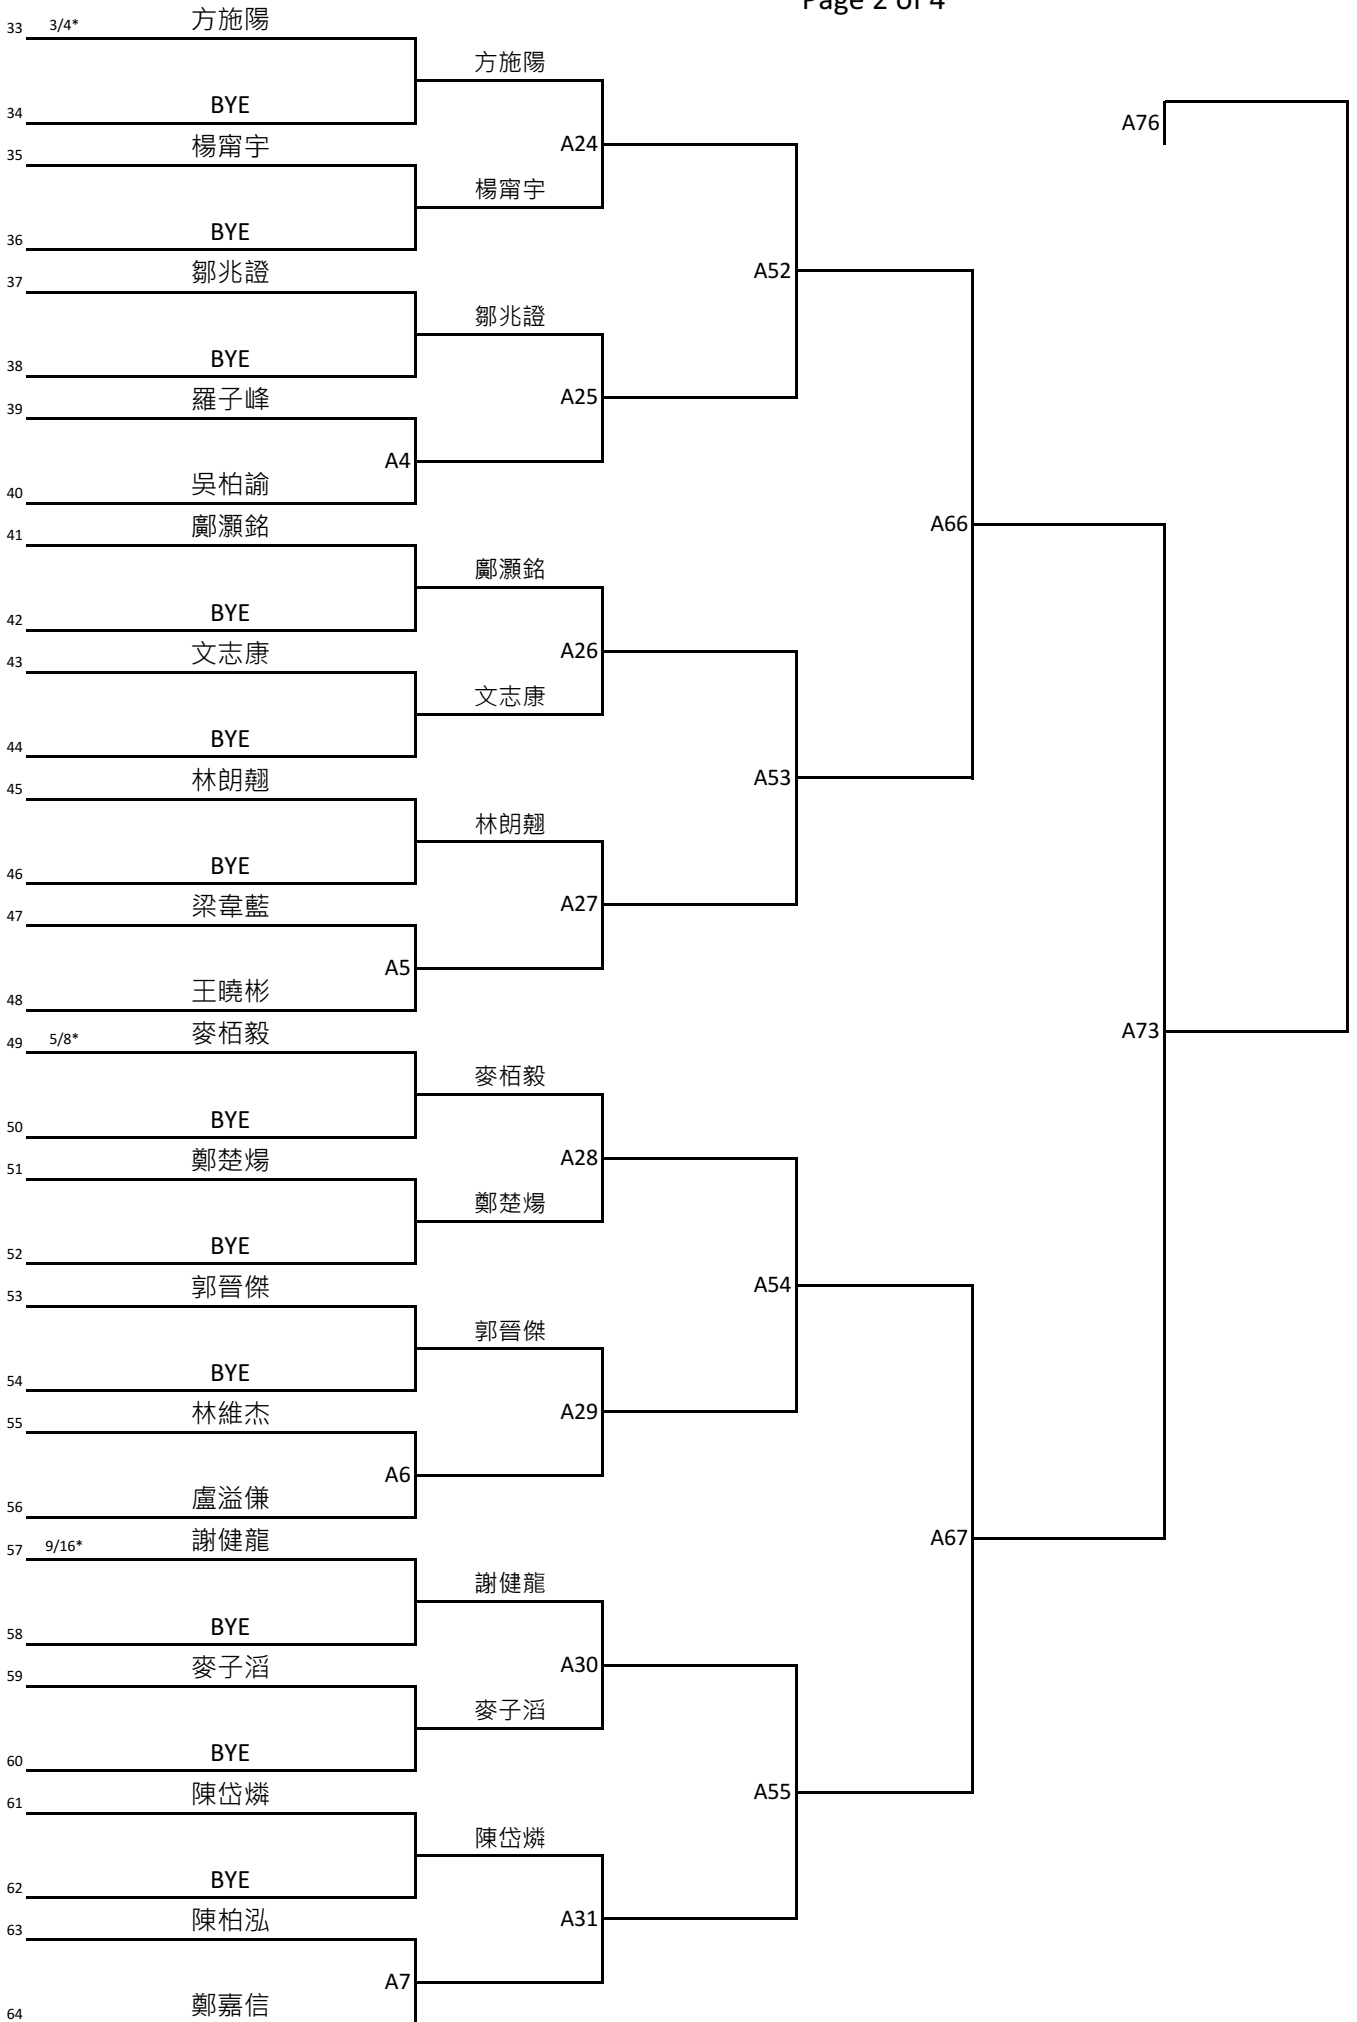 Page 2 of 4
33 3/4* 方施陽
方施陽
34 BYE
A76
35 楊甯宇
A24
楊甯宇
36 BYE
37 鄒兆證
A52
鄒兆證
38 BYE
39 羅子峰
A25
A4
40 吳柏諭
41 鄺灝銘
A66
鄺灝銘
42 BYE
43 文志康
A26
文志康
44 BYE
45 林朗翹
A53
林朗翹
46 BYE
47 梁韋藍
A27
A5
48 王曉彬
49 5/8* 麥栢毅
A73
麥栢毅
50 BYE
51 鄭楚煬
A28
鄭楚煬
52 BYE
53 郭晉傑
A54
郭晉傑
54 BYE
55 林維杰
A29
A6
56 盧溢傔
57 9/16* 謝健龍
A67
謝健龍
58 BYE
59 麥子滔
A30
麥子滔
60 BYE
61 陳岱燐
A55
陳岱燐
62 BYE
63 陳柏泓
A31
A7
64 鄭嘉信